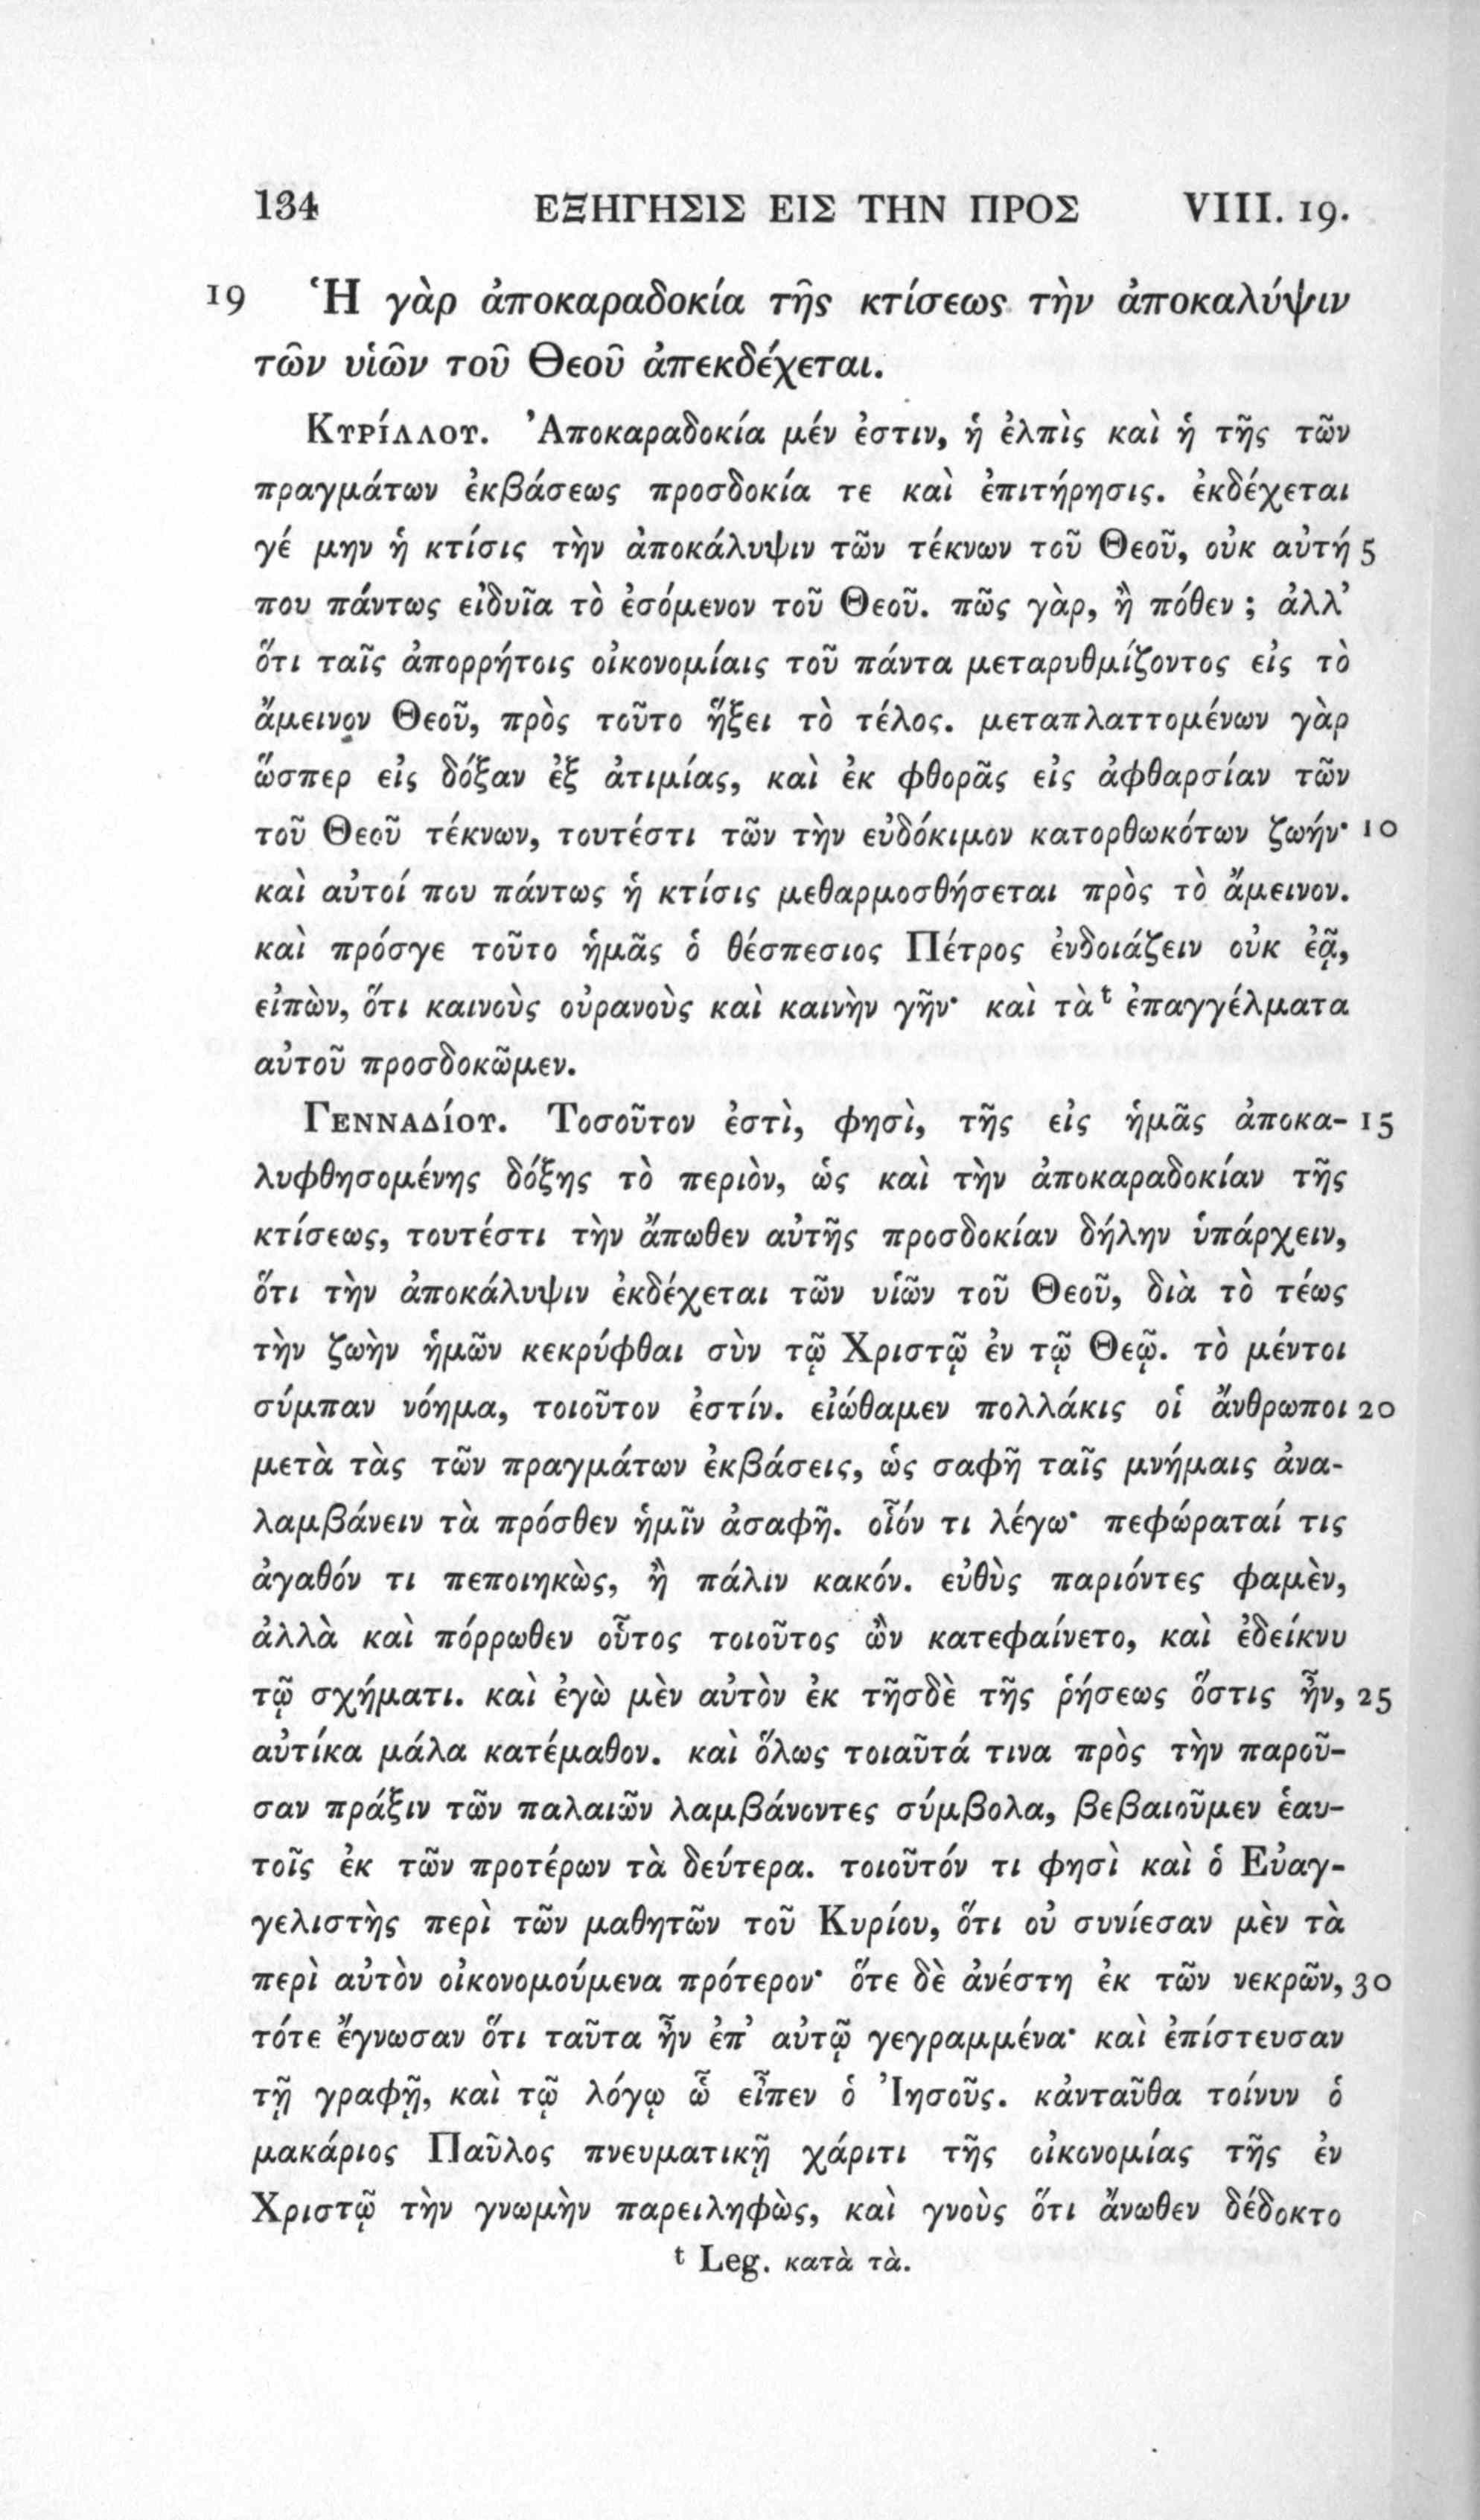 134 ΕΞΗΓΗΣΙΣ ΕΙΣ ΤΗΝ ΠΡΟΣ VIII. 19.
19 Ἡ γὰρ ἀποκαραδοκία τῆς κτίσεως τὴν ἀποκαλύψιν
τῶν υἱῶν τοῦ Θεοῦ ἀπεκδέχεται.
Κυρίλλου. Ἀποκαραδοκία μέν ἐστιν, ἡ ἐλπὶς καὶ ἡ τῆς τῶν
πραγμάτων ἐκβάσεως προσδοκία τε καὶ ἐπιτήρησις. ἐκδέχεται
γέ μην ἡ κτίσις τὴν ἀποκάλυψιν τῶν τέκνων τοῦ Θεοῦ, οὐκ αὐτή 5
που πάντως εἰδυῖα τὸ ἐσόμενον τοῦ Θεοῦ. πῶς γὰρ, ἢ πόθεν ; ἀλλ’
ὅτι ταῖς ἀπορρήτοις οἰκονομίαις τοῦ πάντα μεταρυθμίζοντος εἰς τὸ
ἄμεινον Θεοῦ, πρὸς τοῦτο ἥξει τὸ τέλος. μεταπλαττομένων γὰρ
ὥσπερ εἰς δόξαν ἐξ ἀτιμίας, καὶ ἐκ φθορᾶς εἰς ἀφθαρσίαν τῶν
τοῦ Θεοῦ τέκνων, τουτέστι τῶν τὴν εὐδόκιμον κατορθωκότων ζωήν· 10
καὶ αὐτοί που πάντως ἡ κτίσις μεθαρμοσθήσεται πρὸς τὸ ἄμεινον.
καὶ πρόσγε τοῦτο ἡμᾶς ὁ θέσπεσιος Πέτρος ἐνδοιάζειν οὐκ ἐᾷ,
εἰπὼν, ὅτι καινοὺς οὐρανοὺς καὶ καινὴν γῆν· καὶ τὰ t ἐπαγγέλματα
αὐτοῦ προσδοκῶμεν.
Γενναδίου. Τοσοῦτον ἐστὶ, φησὶ, τῆς εἰς ἡμᾶς ἀποκα- 15
λυφθησομένης δόξης τὸ περιὸν, ὡς καὶ τὴν ἀποκαραδοκίαν τῆς
κτίσεως, τουτέστι τὴν ἄπωθεν αὐτῆς προσδοκίαν δήλην ὑπάρχειν,
ὅτι τὴν ἀποκάλυψιν ἐκδέχεται τῶν υἱῶν τοῦ Θεοῦ, διὰ τὸ τέως
τὴν ζωὴν ἡμῶν κεκρύφθαι σὺν τῷ Χριστῷ ἐν τῷ Θεῷ. τὸ μέντοι
σύμπαν νόημα, τοιοῦτον ἐστίν. εἰώθαμεν πολλάκις οἱ ἄνθρωποι 20
μετὰ τὰς τῶν πραγμάτων ἐκβάσεις, ὡς σαφῆ ταῖς μνήμαις ἀνα-
λαμβάνειν τὰ πρόσθεν ἡμῖν ἀσαφῆ. οἷόν τι λέγω· πεφώραταί τις
ἀγαθόν τι πεποιηκὼς, ἢ πάλιν κακόν. εὐθὺς παριόντες φαμὲν,
ἀλλὰ καὶ πόρρωθεν οὗτος τοιοῦτος ὢν κατεφαίνετο, καὶ ἐδείκνυ
τῷ σχήματι. καὶ ἐγὼ μὲν αὐτὸν ἐκ τῆσδὲ τῆς ῥήσεως ὅστις ἦν, 25
αὐτίκα μάλα κατέμαθον. καὶ ὅλως τοιαῦτά τινα πρὸς τὴν παροῦ-
σαν πράξιν τῶν παλαιῶν λαμβάνοντες σύμβολα, βεβαιοῦμεν ἑαυ-
τοῖς ἐκ τῶν προτέρων τὰ δεύτερα. τοιοῦτόν τι φησὶ καὶ ὁ Εὐαγ-
γελιστὴς περὶ τῶν μαθητῶν τοῦ Κυρίου, ὅτι οὐ συνίεσαν μὲν τὰ
περὶ αὐτὸν οἰκονομούμενα πρότερον· ὅτε δὲ ἀνέστη ἐκ τῶν νεκρῶν, 30
τότε ἔγνωσαν ὅτι ταῦτα ἦν ἐπ’ αὐτῷ γεγραμμένα· καὶ ἐπίστευσαν
τῇ γραφῇ, καὶ τῷ λόγῳ ᾧ εἶπεν ὁ Ἰησοῦς. κἀνταῦθα τοίνυν ὁ
μακάριος Παῦλος πνευματικῇ χάριτι τῆς οἰκονομίας τῆς ἐν
Χριστῷ τὴν γνωμὴν παρειληφὼς, καὶ γνοὺς ὅτι ἄνωθεν δέδοκτο
t Leg. κατὰ τὰ.